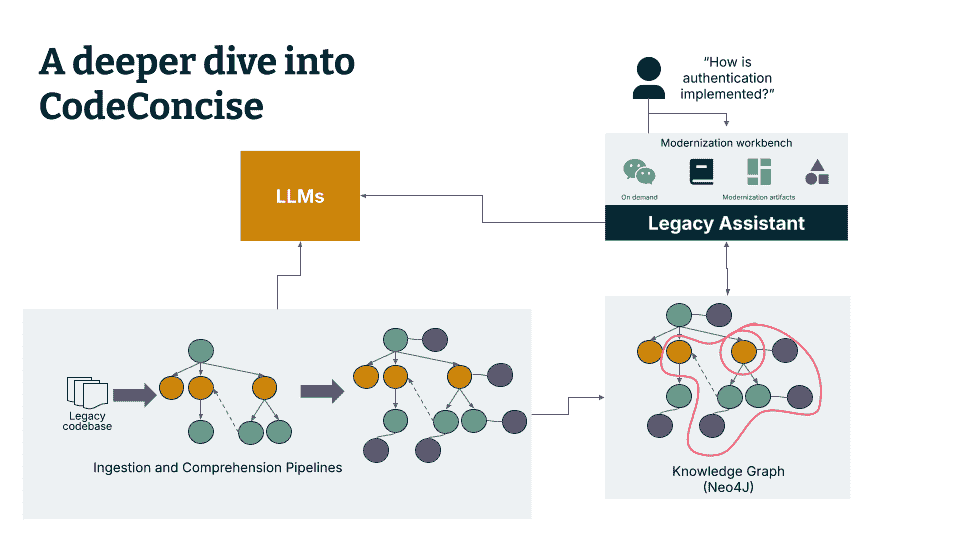 A deeper dive into
CodeConcise
“How is
authentication
implemented?”
Modernization workbench
On demand
Modernization artifacts
Legacy Assistant
LLMs
Legacy
codebase
Ingestion and Comprehension Pipelines
Knowledge Graph
(Neo4J)